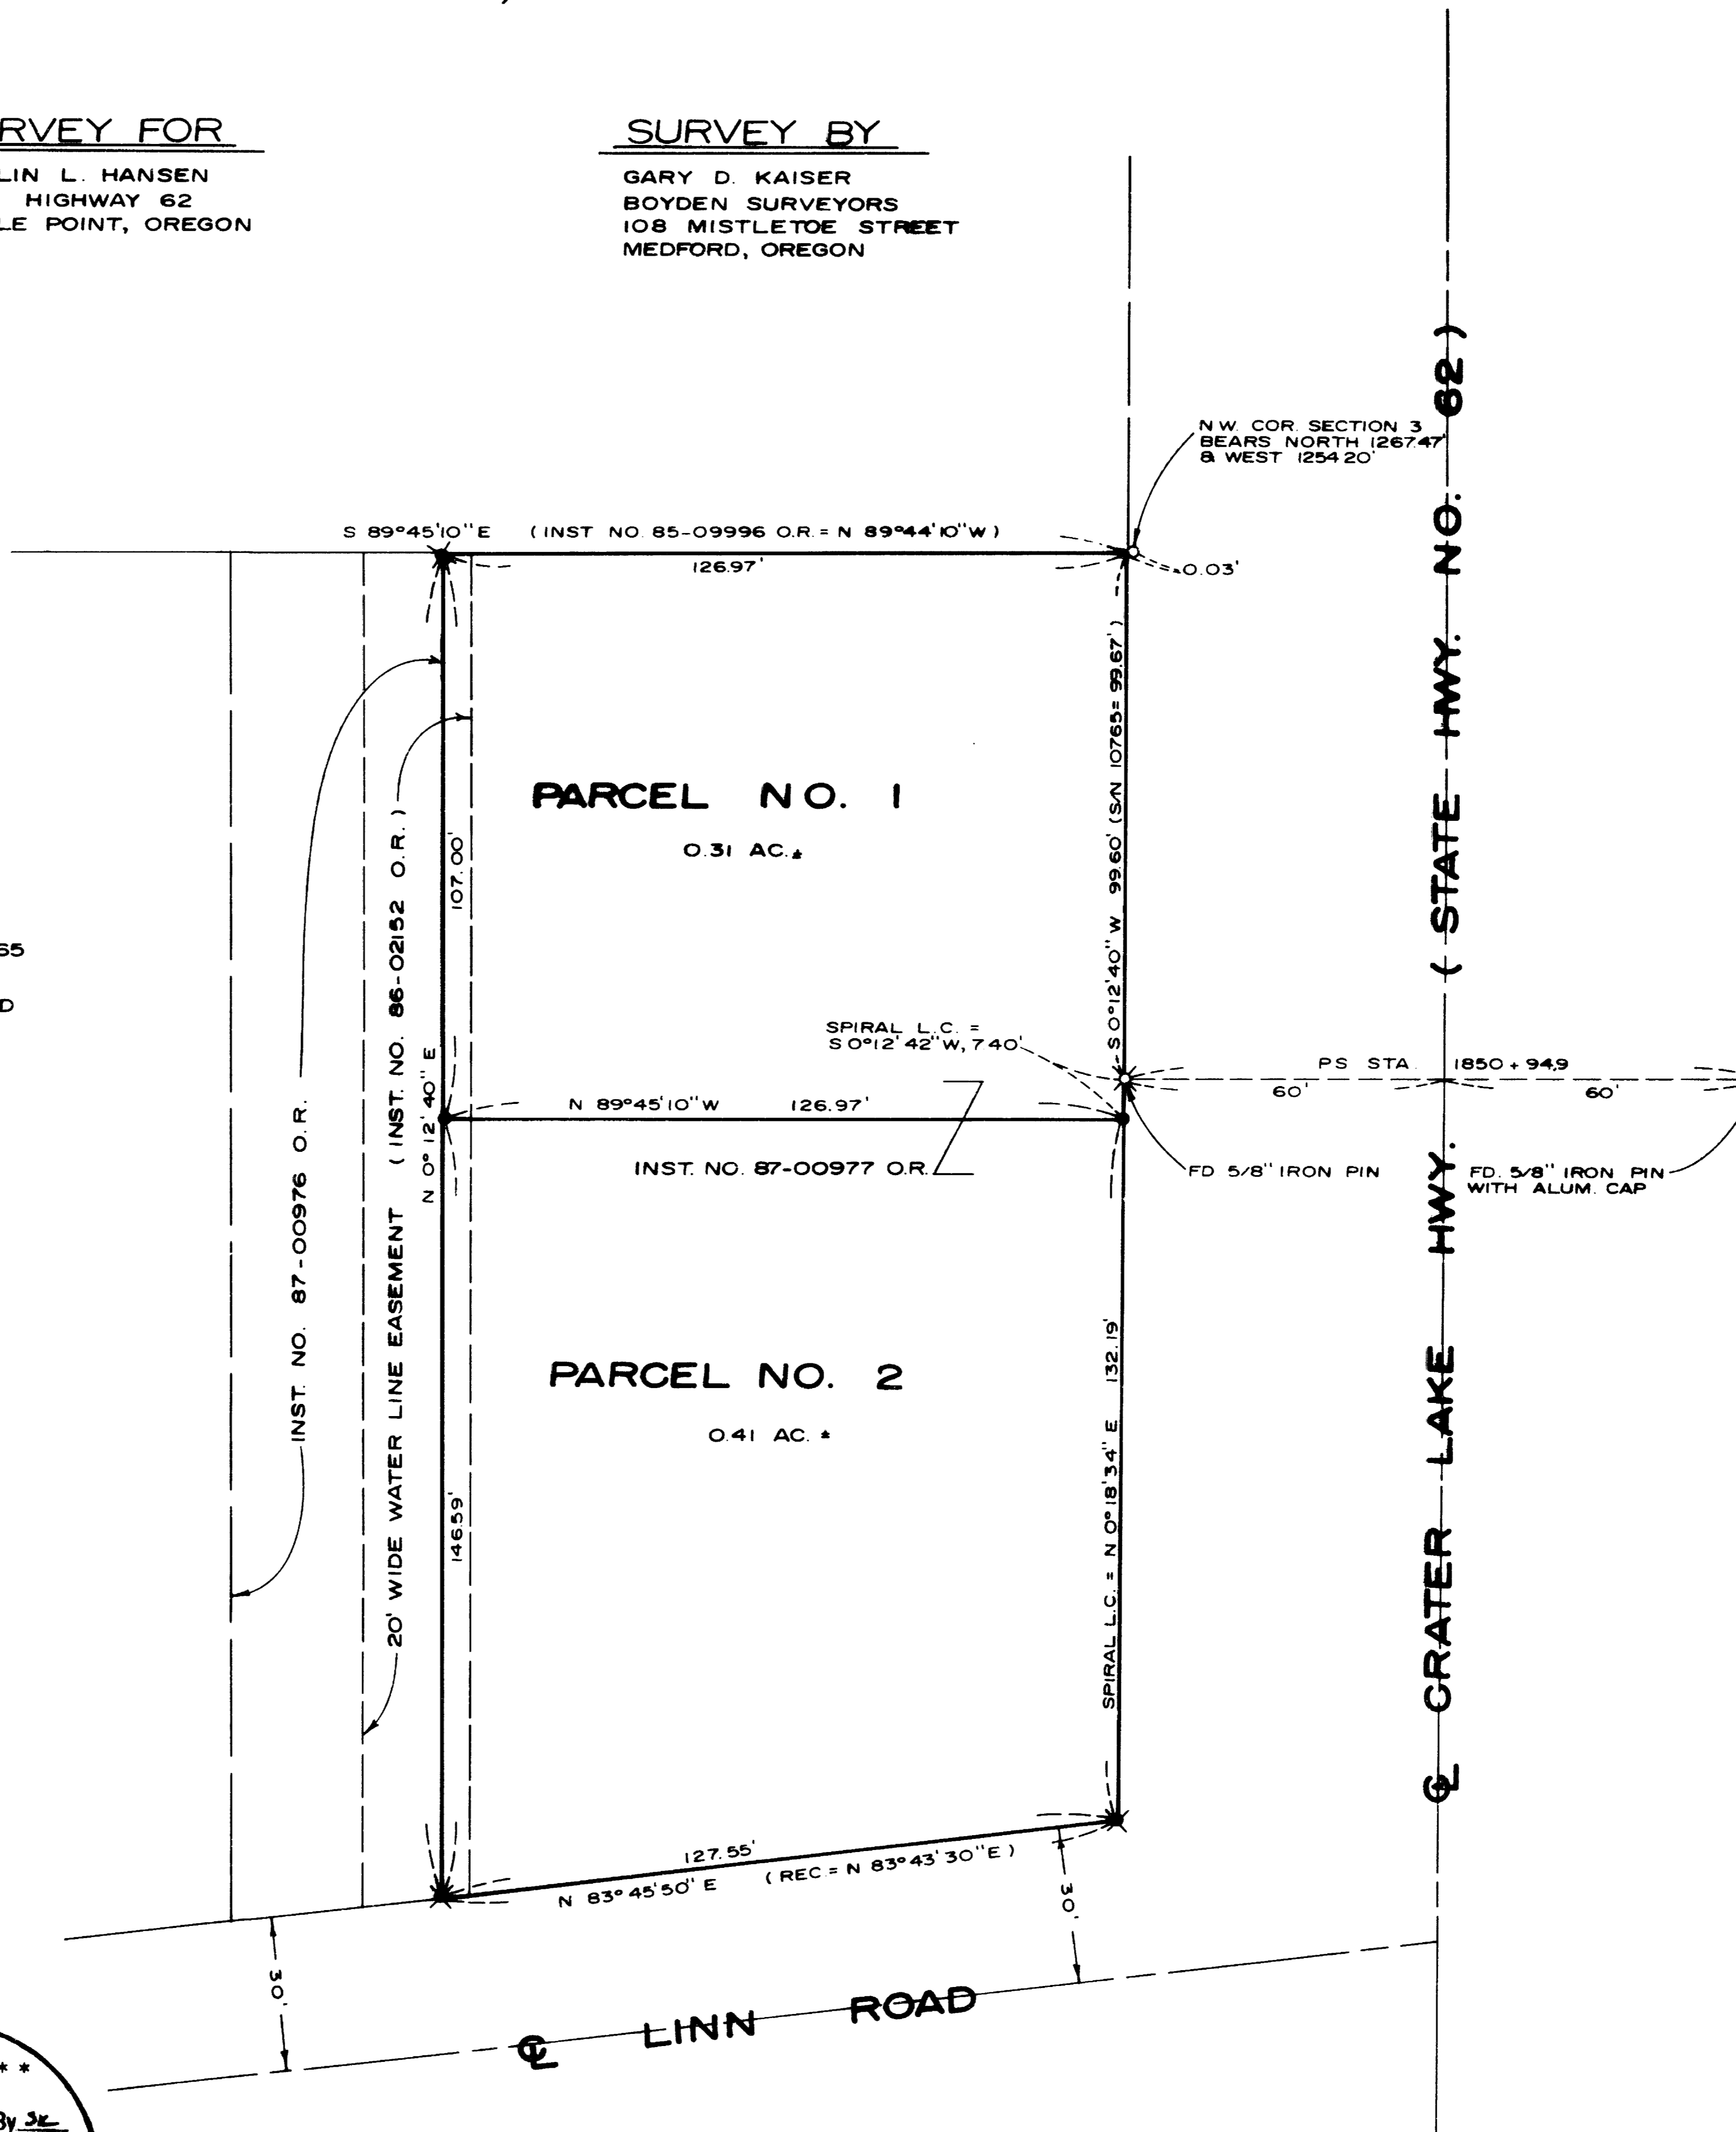 RVEY FOR
LIN L. HANSEN
HIGHWAY 62
LE POINT, OREGON
SURVEY BY
GARY D. KAISER
BOYDEN SURVEYORS
108 MISTLETOE STREET
MEDFORD, OREGON
N.W. COR. SECTION 3
BEARS NORTH 1267.47'
& WEST 1254.20'
S 89°45'10"E (INST NO. 85-09996 O.R. = N 89°44'10"W)
126.97'
0.03'
S 0°12'40"W 99.60' (S/N 10765= 99.67')
PARCEL NO. 1
0.31 AC.±
107.00'
N 0°12'40"E
INST. NO. 87-00976 O.R.
20' WIDE WATER LINE EASEMENT (INST. NO. 86-02152 O.R.)
65
D
SPIRAL L.C. =
S 0°12'42"W, 7.40'
PS STA. 1850+94.9
60'
60'
N 89°45'10"W 126.97'
INST. NO. 87-00977 O.R.
FD 5/8" IRON PIN
FD. 5/8" IRON PIN
WITH ALUM. CAP
PARCEL NO. 2
0.41 AC. ±
146.59'
SPIRAL L.C. = N 0°18'34" E 132.19'
127.55'
N 83°45'50" E (REC = N 83°43'30"E)
30'
30'
℄ LINN ROAD
℄ CRATER LAKE HWY. (STATE HWY. NO. 62)
* *
By